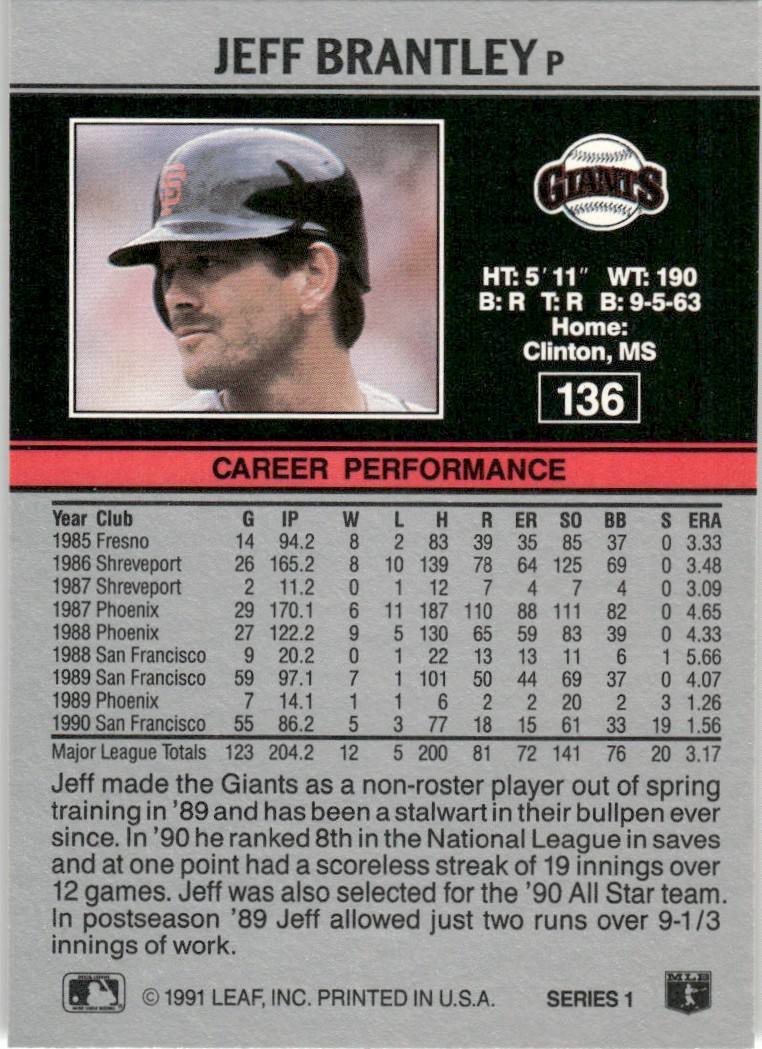 JEFF BRANTLEY P
SF
GIANTS
HT: 5' 11" WT: 190
B: R T: R B: 9-5-63
Home:
Clinton, MS
136
CAREER PERFORMANCE
Year Club G IP W L H R ER SO BB S ERA
1985 Fresno 14 94.2 8 2 83 39 35 85 37 0 3.33
1986 Shreveport 26 165.2 8 10 139 78 64 125 69 0 3.48
1987 Shreveport 2 11.2 0 1 12 7 4 7 4 0 3.09
1987 Phoenix 29 170.1 6 11 187 110 88 111 82 0 4.65
1988 Phoenix 27 122.2 9 5 130 65 59 83 39 0 4.33
1988 San Francisco 9 20.2 0 1 22 13 13 11 6 1 5.66
1989 San Francisco 59 97.1 7 1 101 50 44 69 37 0 4.07
1989 Phoenix 7 14.1 1 1 6 2 2 20 2 3 1.26
1990 San Francisco 55 86.2 5 3 77 18 15 61 33 19 1.56
Major League Totals 123 204.2 12 5 200 81 72 141 76 20 3.17
Jeff made the Giants as a non-roster player out of spring
training in '89 and has been a stalwart in their bullpen ever
since. In '90 he ranked 8th in the National League in saves
and at one point had a scoreless streak of 19 innings over
12 games. Jeff was also selected for the '90 All Star team.
In postseason '89 Jeff allowed just two runs over 9-1/3
innings of work.
© 1991 LEAF, INC. PRINTED IN U.S.A. SERIES 1
MLB